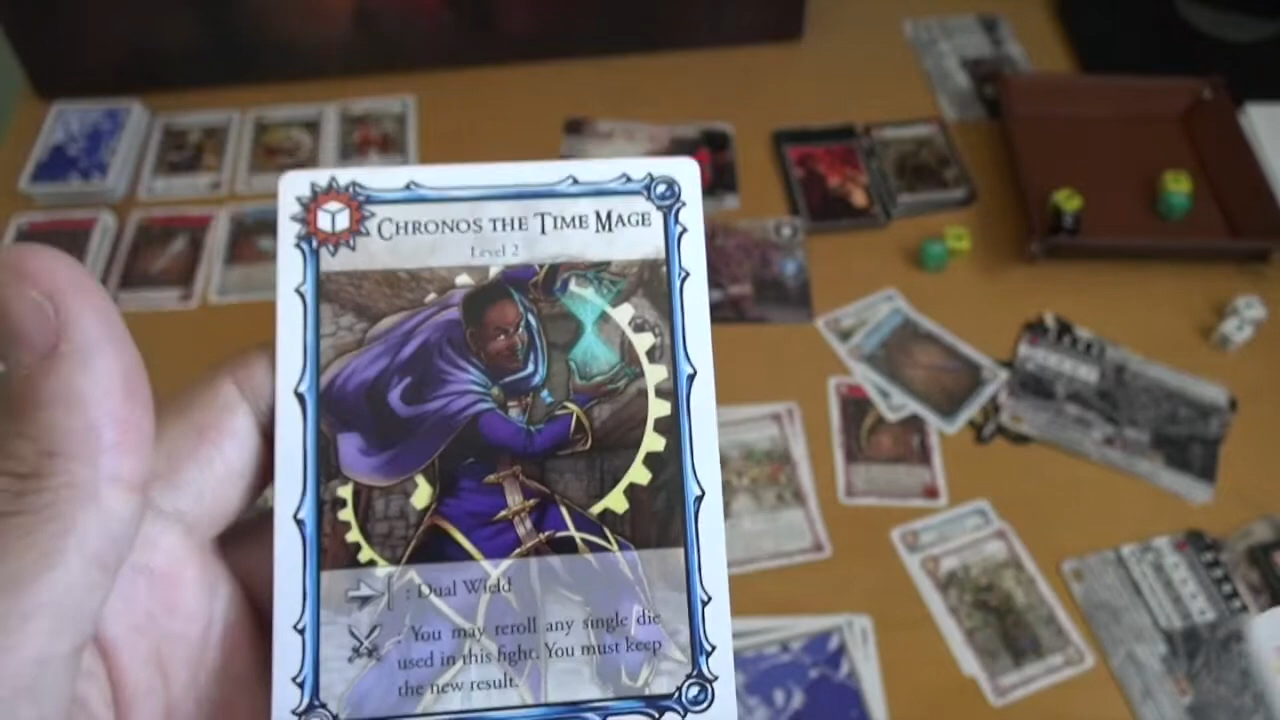 CHRONOS THE TIME MAGE
Level 2
: Dual Wield
: You may reroll any single die
used in this fight. You must keep
the new result.